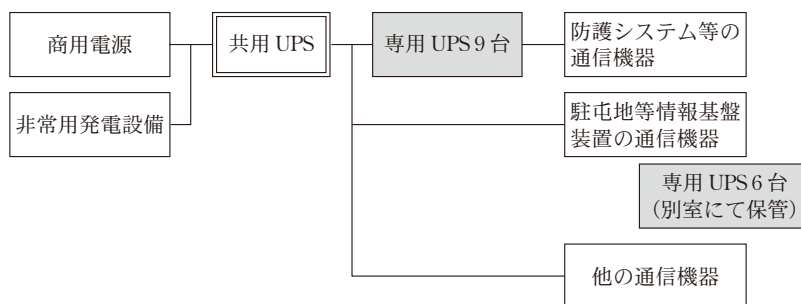 商用電源
共用 UPS
専用 UPS 9 台
防護システム等の
通信機器
非常用発電設備
駐屯地等情報基盤
装置の通信機器
専用 UPS 6 台
(別室にて保管)
他の通信機器